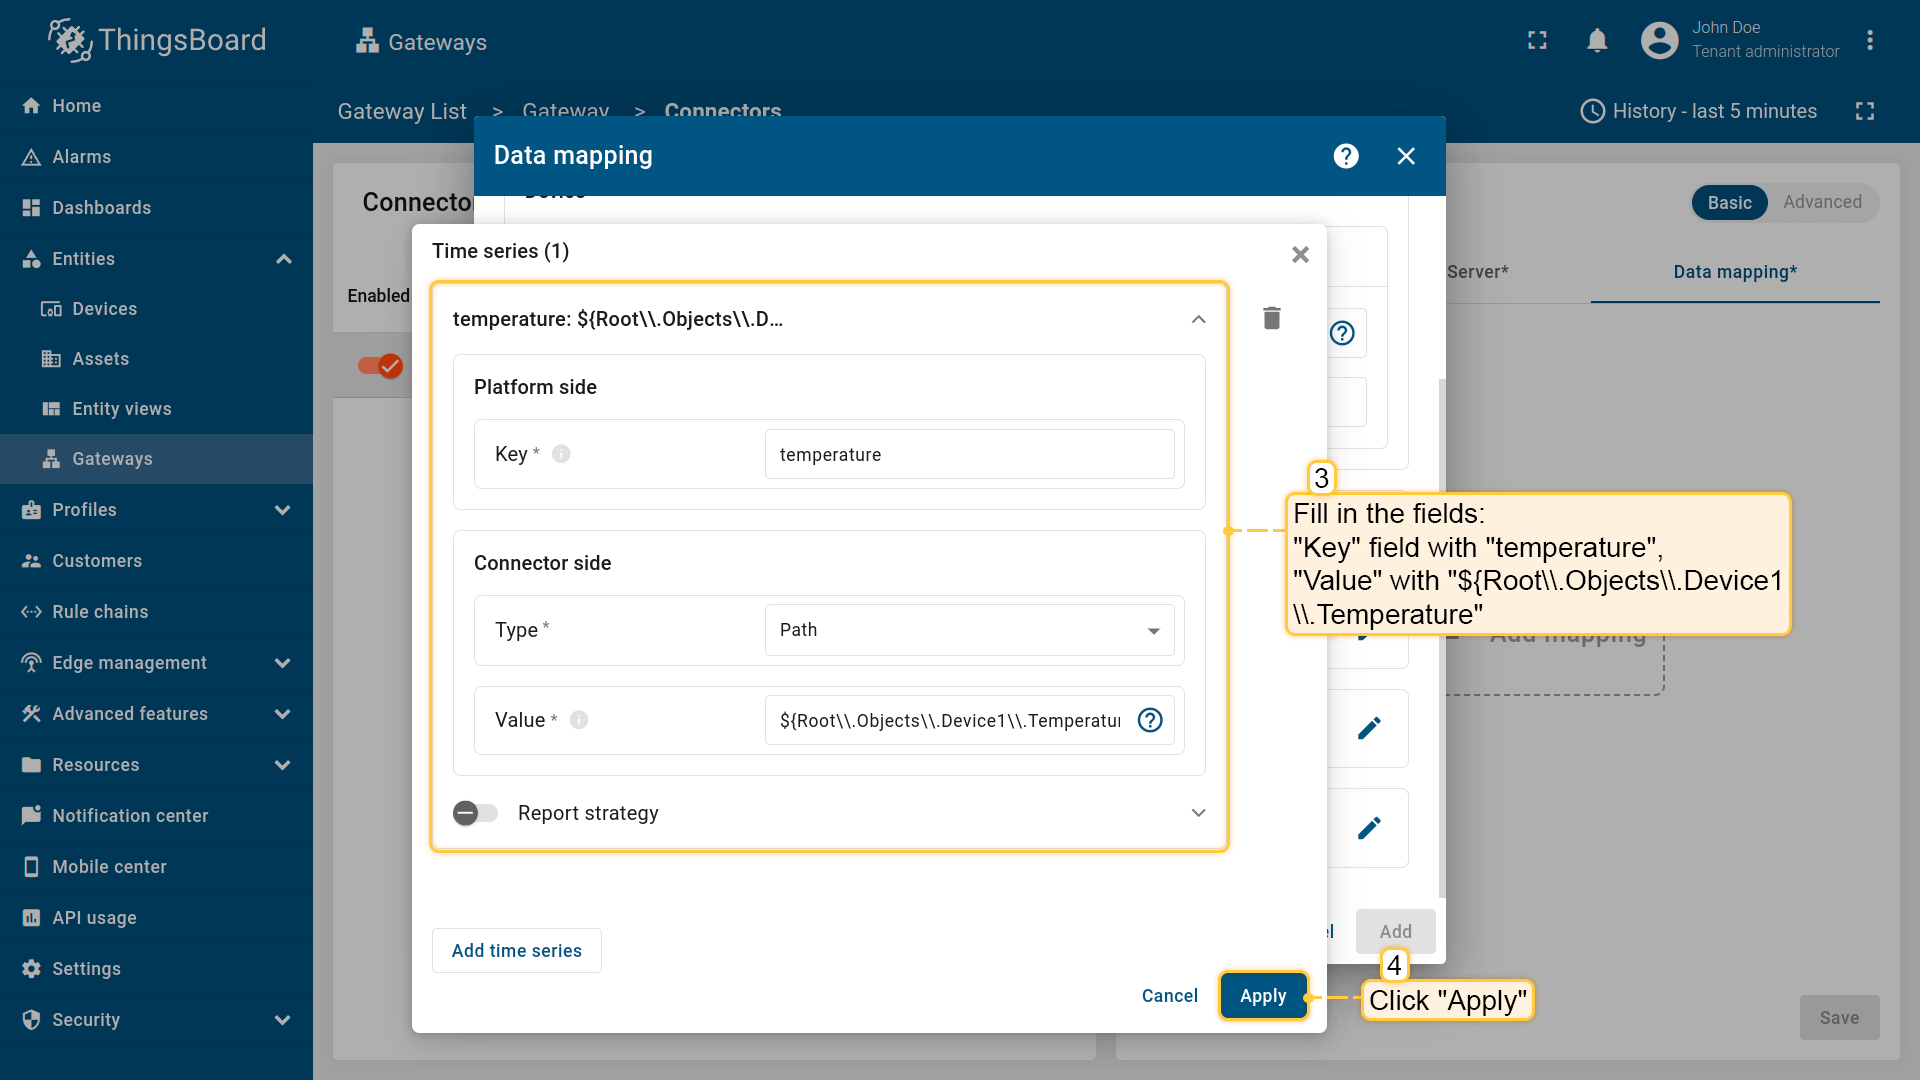 ThingsBoard
Gateways
John Doe
Tenant administrator
Home
Alarms
Dashboards
Entities
Devices
Assets
Entity views
Gateways
Profiles
Customers
Rule chains
Edge management
Advanced features
Resources
Notification center
Mobile center
API usage
Settings
Security
Gateway List > Gateway > Connectors
History - last 5 minutes
Data mapping
Basic Advanced
Server*
Data mapping*
Enabled
Time series (1)
temperature: ${Root\\.Objects\\.D...
Platform side
Key *
temperature
Connector side
Type *
Path
Value *
${Root\\.Objects\\.Device1\\.Temperatur
Report strategy
Add time series
Cancel
Apply
3
Fill in the fields:
"Key" field with "temperature",
"Value" with "${Root\\.Objects\\.Device1
\\.Temperature"
Add mapping
Add
4
Click "Apply"
Save